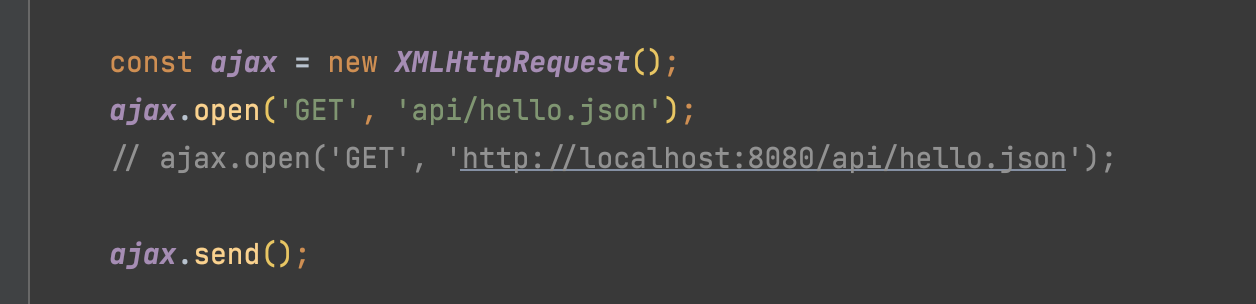 const ajax = new XMLHttpRequest();
ajax.open('GET', 'api/hello.json');
// ajax.open('GET', 'http://localhost:8080/api/hello.json');
ajax.send();